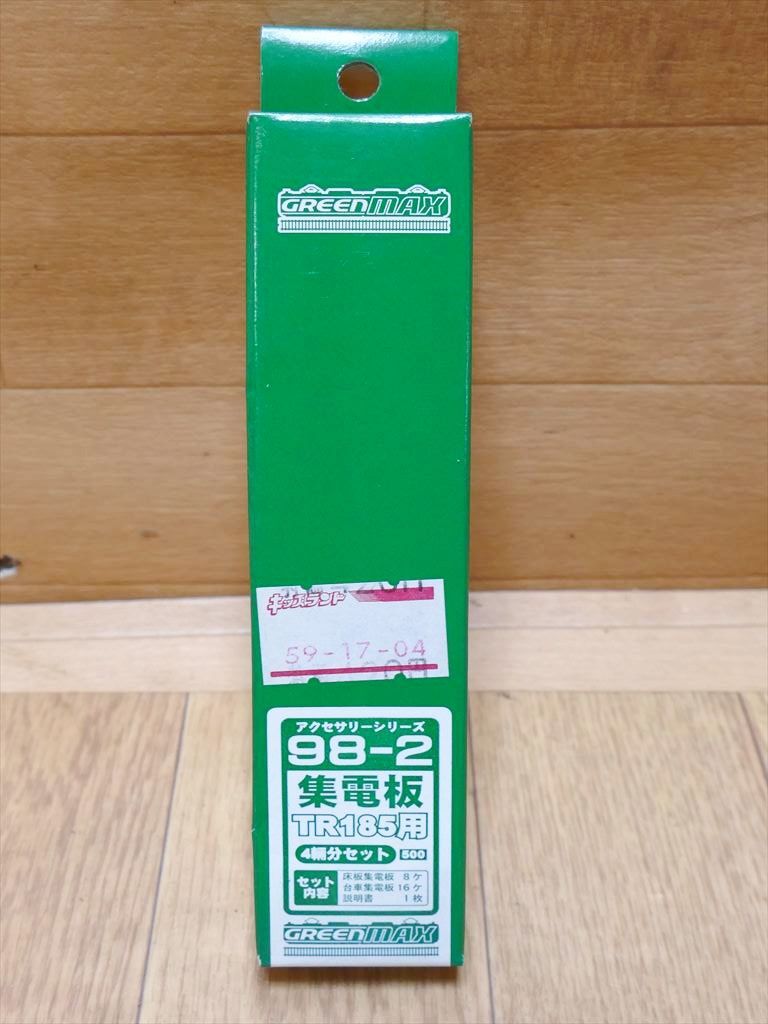 GREENMAX
キッズランド
59-17-04
アクセサリーシリーズ
98-2
集電板
TR185用
4輛分セット 500
セット内容
床板集電板 8ケ
台車集電板 16ケ
説明書 1枚
GREENMAX